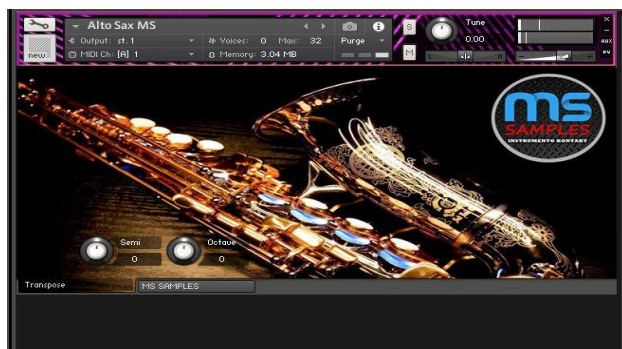 Alto Sax MS
S
Tune
Output: st. 1
Voices: 0 Max: 32 Purge
0.00
AUX
new
MIDI Ch: [A] 1
Memory: 3.04 MB
M
L R
- +
PV
ms
SAMPLES
INSTRUMENTO KONTAKT
Semi Octave
0 0
Transpose MS SAMPLES